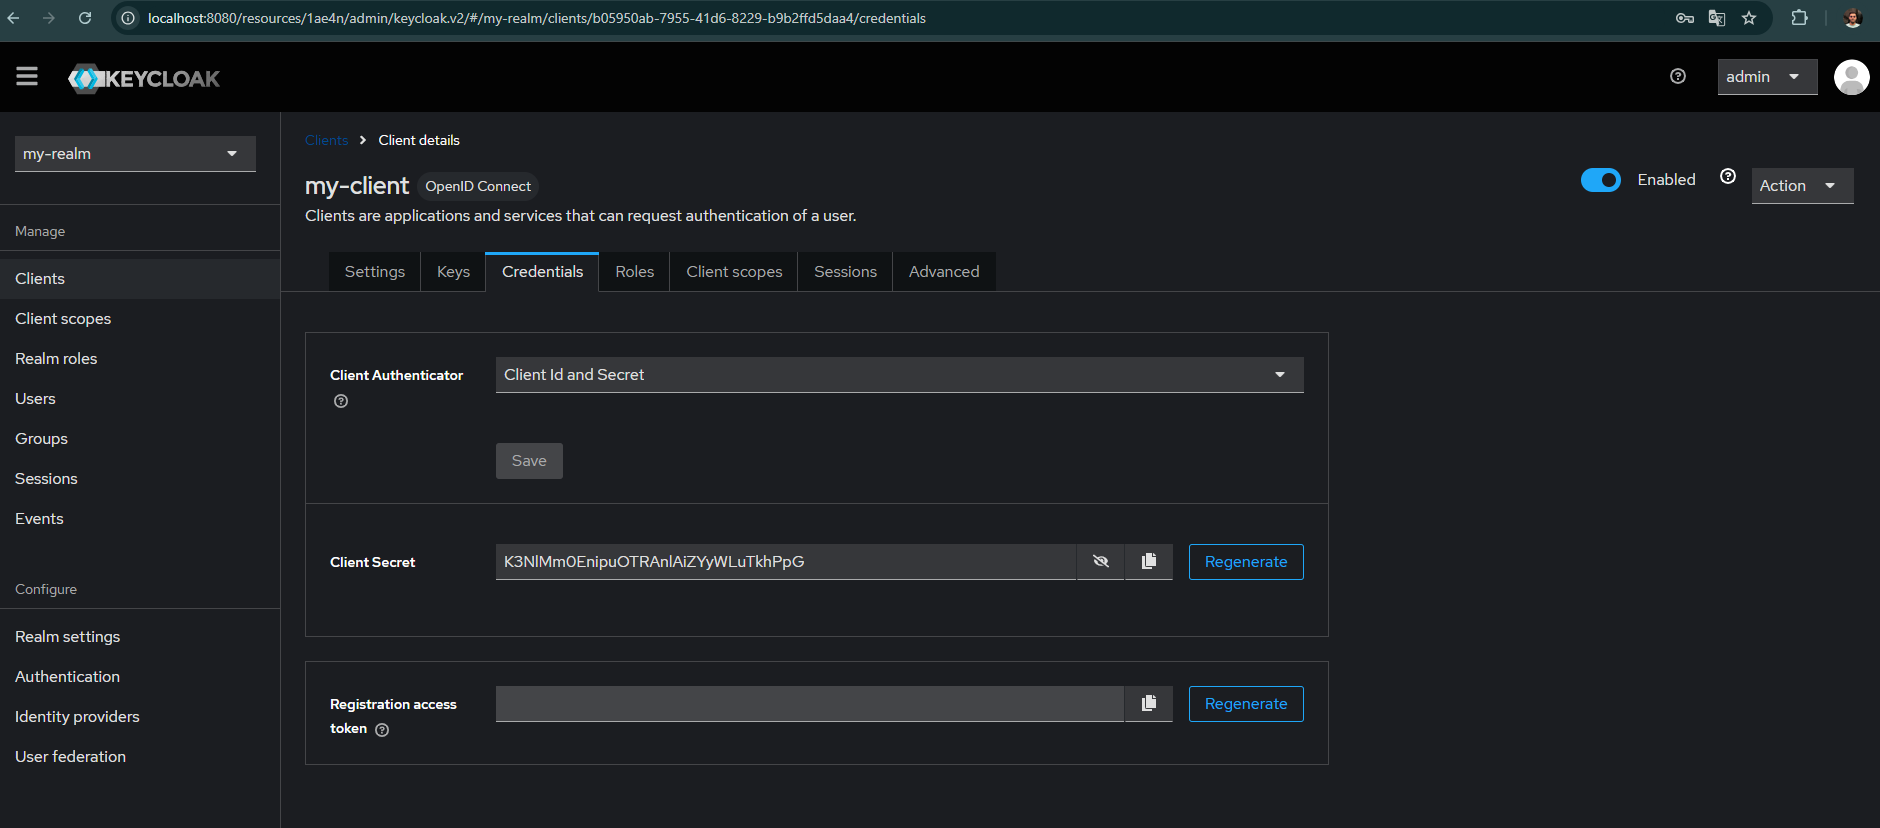 localhost:8080/resources/1ae4n/admin/keycloak.v2/#/my-realm/clients/b05950ab-7955-41d6-8229-b9b2ffd5daa4/credentials
KEYCLOAK
admin
my-realm
Manage
Clients
Client scopes
Realm roles
Users
Groups
Sessions
Events
Configure
Realm settings
Authentication
Identity providers
User federation
Clients > Client details
my-client OpenID Connect
Enabled
Action
Clients are applications and services that can request authentication of a user.
Settings Keys Credentials Roles Client scopes Sessions Advanced
Client Authenticator
Client Id and Secret
Save
Client Secret
K3NlMm0EnipuOTRAnlAiZYyWLuTkhPpG
Regenerate
Registration access
token
Regenerate